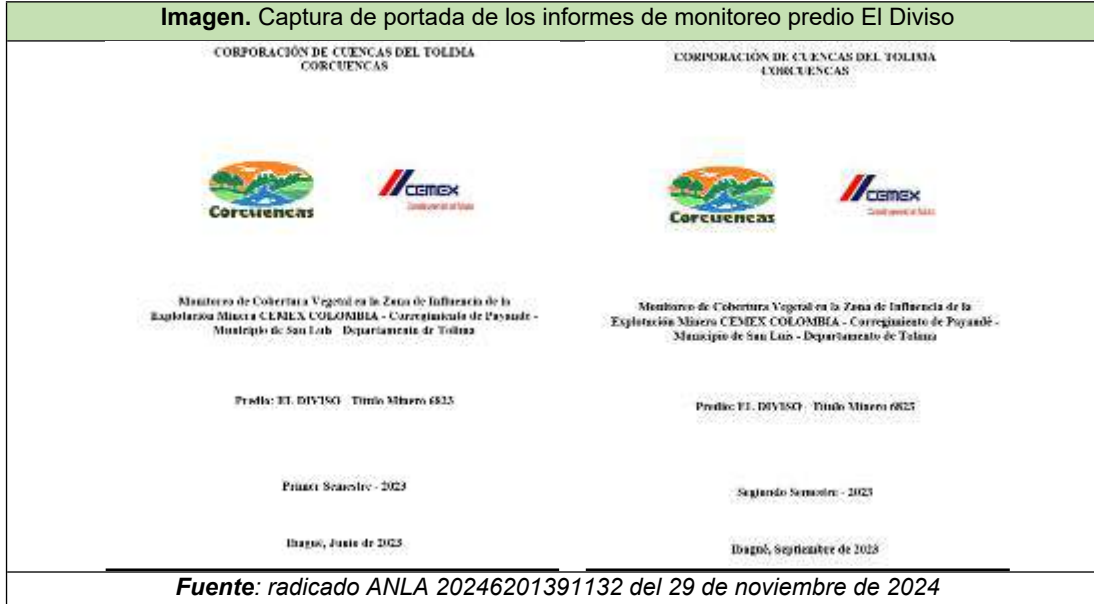 Imagen. Captura de portada de los informes de monitoreo predio El Diviso
CORPORACIÓN DE CUENCAS DEL TOLIMA
CORCUENCAS
Corcuencas
CEMEX
Monitoreo de Cobertura Vegetal en la Zona de Influencia de la
Explotación Minera CEMEX COLOMBIA - Corregimiento de Payandé -
Municipio de San Luis - Departamento de Tolima
Predio: EL DIVISO - Título Minero
Primer Semestre - 2023
Ibagué, Junio de 2023
CORPORACIÓN DE CUENCAS DEL TOLIMA
CORCUENCAS
Corcuencas
CEMEX
Monitoreo de Cobertura Vegetal en la Zona de Influencia de la
Explotación Minera CEMEX COLOMBIA - Corregimiento de Payandé -
Municipio de San Luis - Departamento de Tolima
Predio: EL DIVISO - Título Minero
Segundo Semestre - 2023
Ibagué, Septiembre de 2023
Fuente: radicado ANLA 20246201391132 del 29 de noviembre de 2024